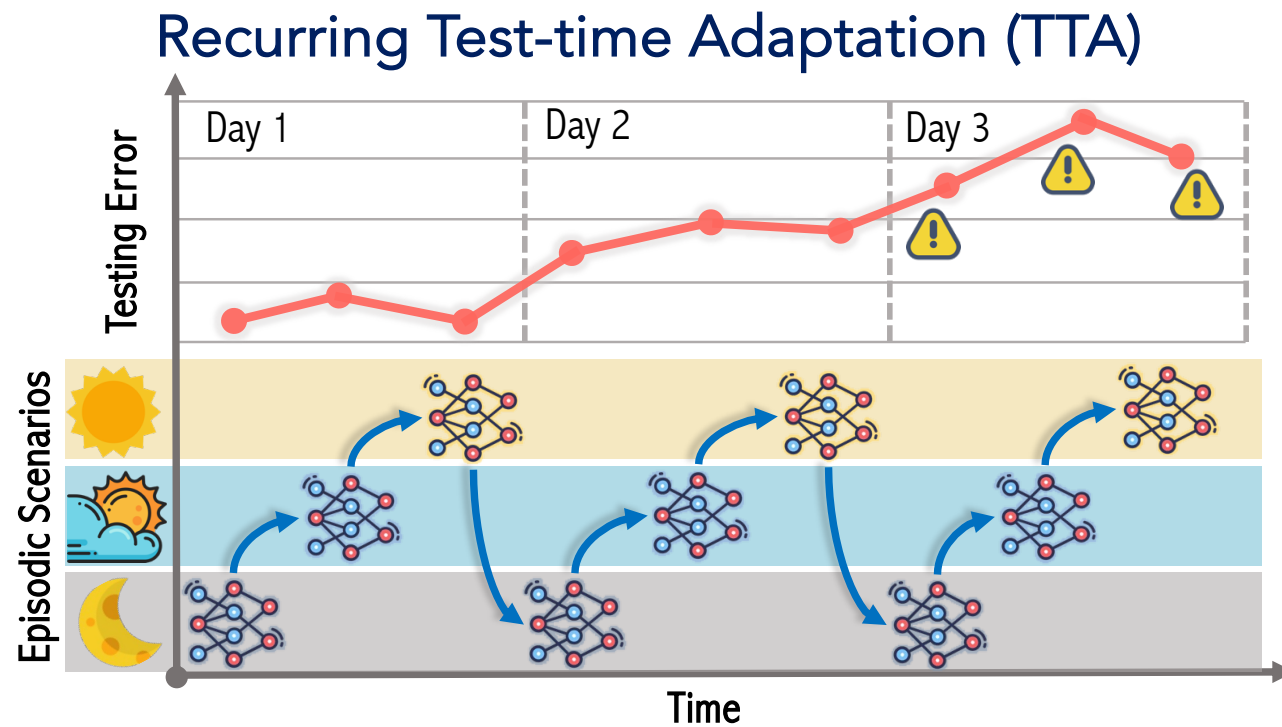 Recurring Test-time Adaptation (TTA)
Day 1
Day 2
Day 3
Testing Error
Episodic Scenarios
Time